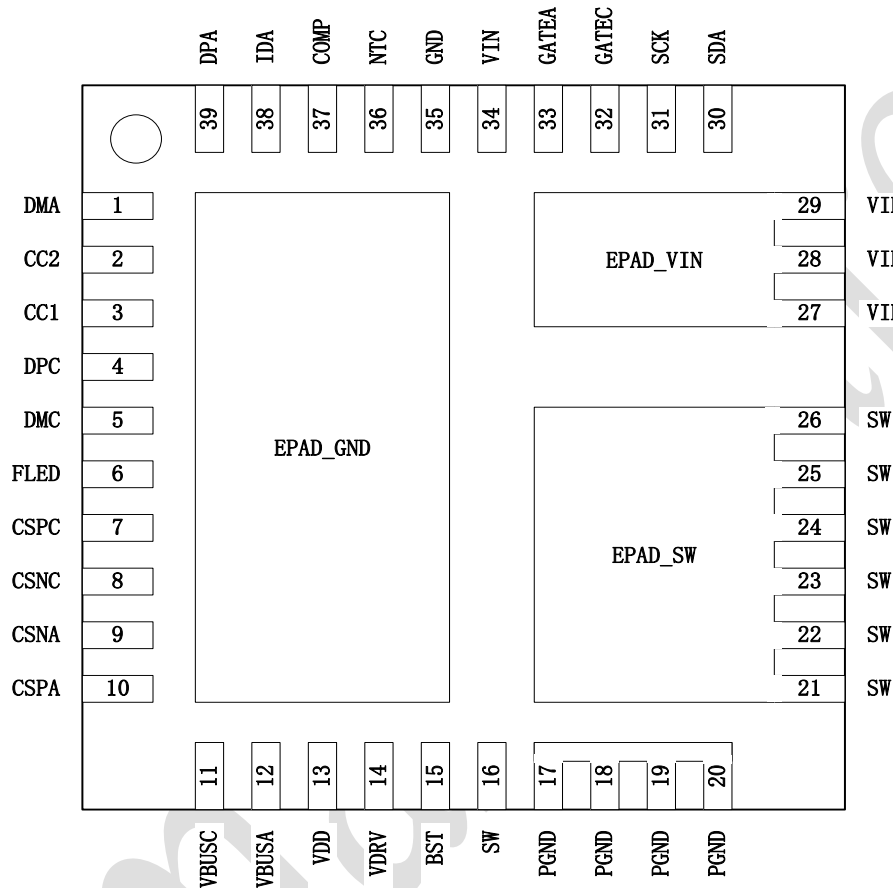 DPA IDA COMP NTC GND VIN GATEA GATEC SCK SDA
39 38 37 36 35 34 33 32 31 30
DMA 1
CC2 2
CC1 3
DPC 4
DMC 5
FLED 6
CSPC 7
CSNC 8
CSNA 9
CSPA 10
EPAD_GND
EPAD_VIN
EPAD_SW
29
28
27
26 SW
25 SW
24 SW
23 SW
22 SW
21 SW
11 12 13 14 15 16 17 18 19 20
VBUSC VBUSA VDD VDRV BST SW PGND PGND PGND PGND